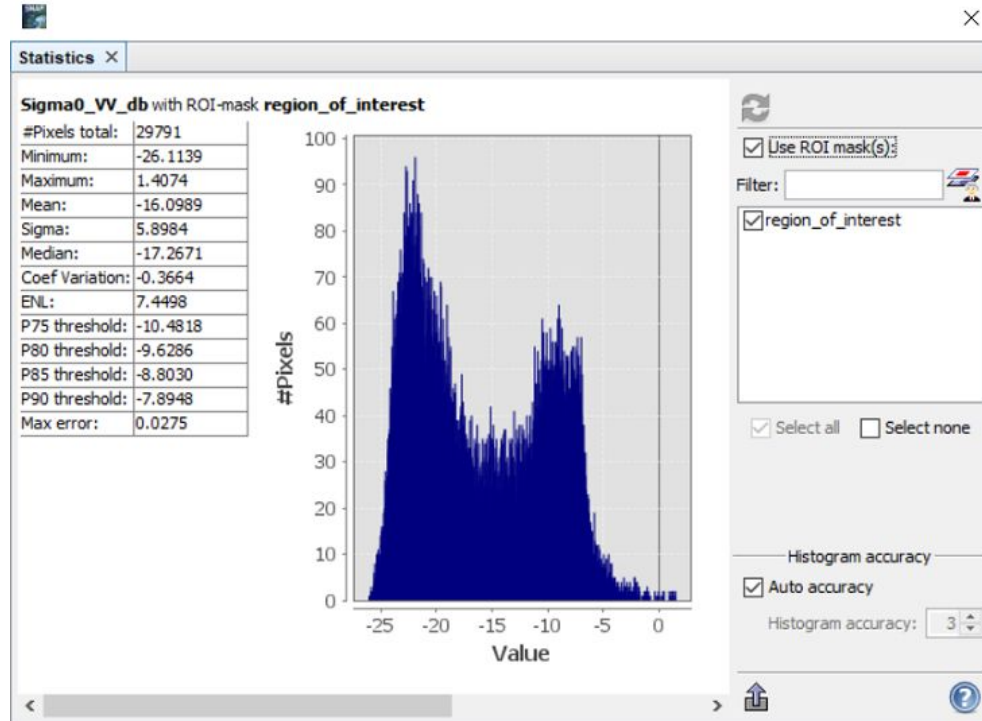 Statistics
Sigma0_VV_db with ROI-mask region_of_interest
#Pixels total: 29791
Minimum: -26.1139
Maximum: 1.4074
Mean: -16.0989
Sigma: 5.8984
Median: -17.2671
Coef Variation: -0.3664
ENL: 7.4498
P75 threshold: -10.4818
P80 threshold: -9.6286
P85 threshold: -8.8030
P90 threshold: -7.8948
Max error: 0.0275
#Pixels
100
90
80
70
60
50
40
30
20
10
0
-25 -20 -15 -10 -5 0
Value
Use ROI mask(s):
Filter:
region_of_interest
Select all Select none
Histogram accuracy
Auto accuracy
Histogram accuracy: 3